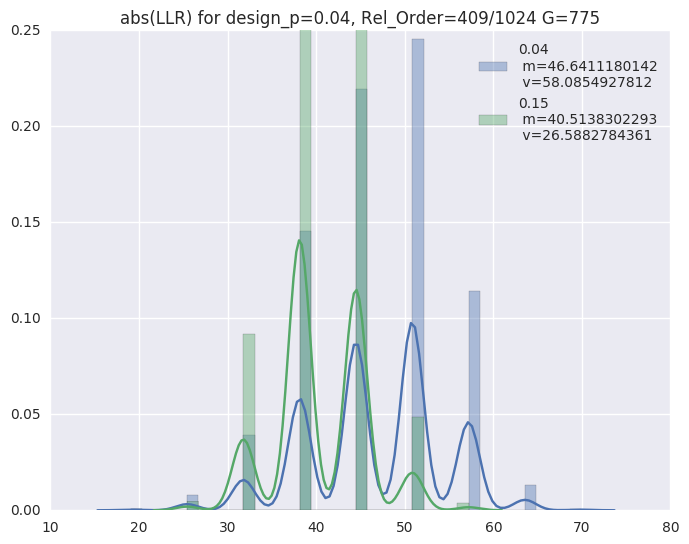 abs(LLR) for design_p=0.04, Rel_Order=409/1024 G=775
0.25
0.20
0.15
0.10
0.05
0.00
10 20 30 40 50 60 70 80
0.04
m=46.6411180142
v=58.0854927812
0.15
m=40.5138302293
v=26.5882784361